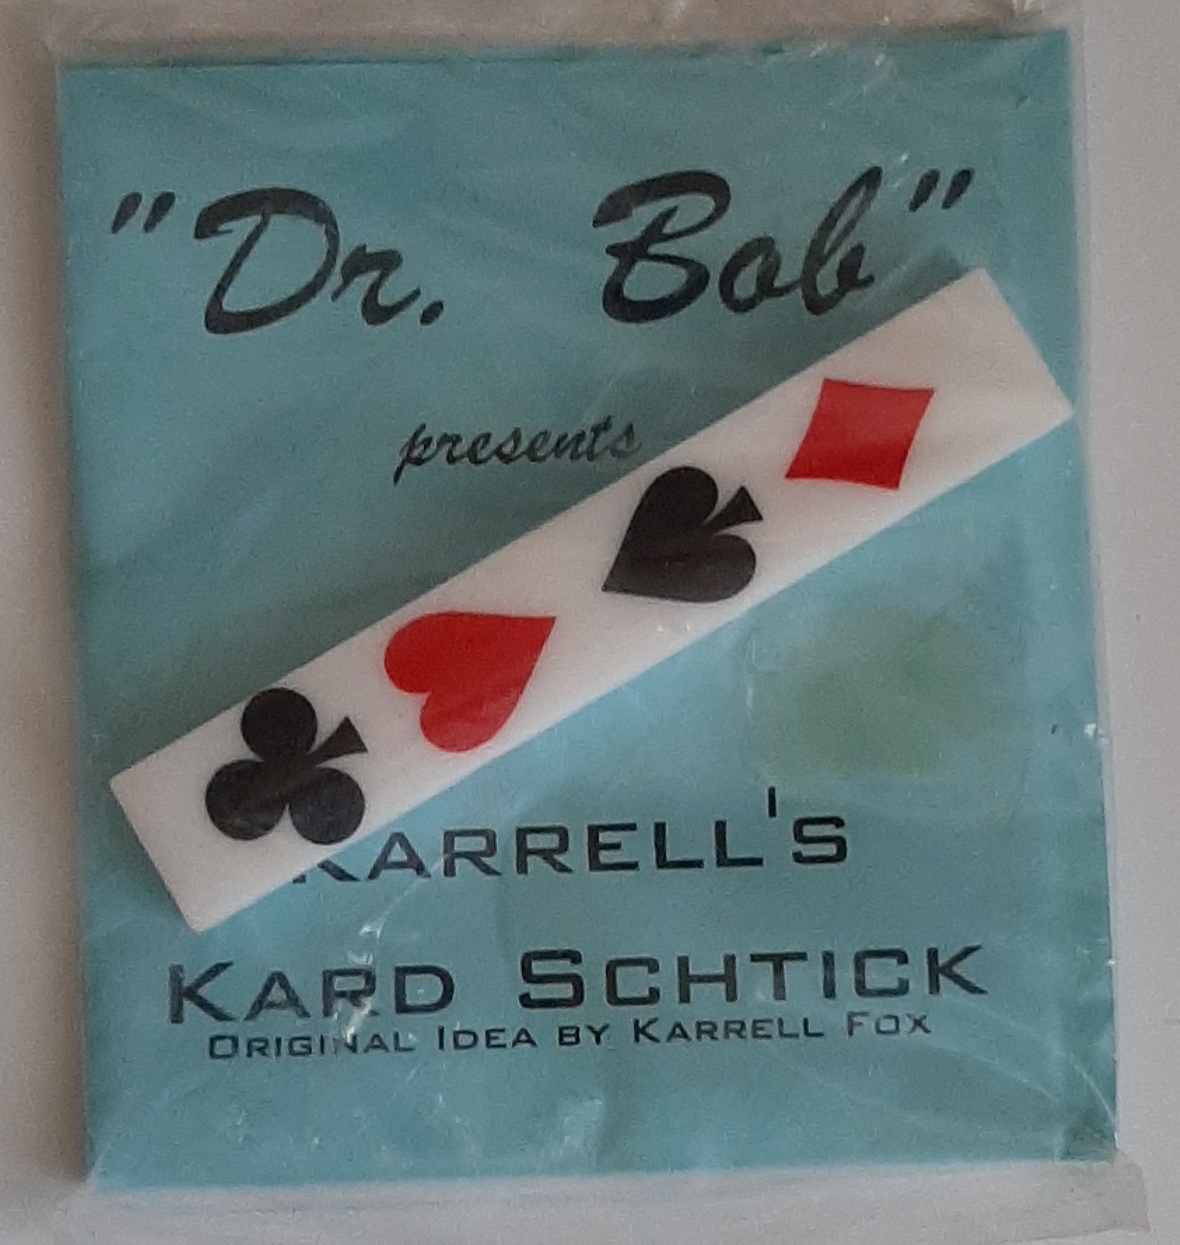 "Dr. Bob"
presents
KARRELL'S
KARD SCHTICK
ORIGINAL IDEA BY KARRELL FOX